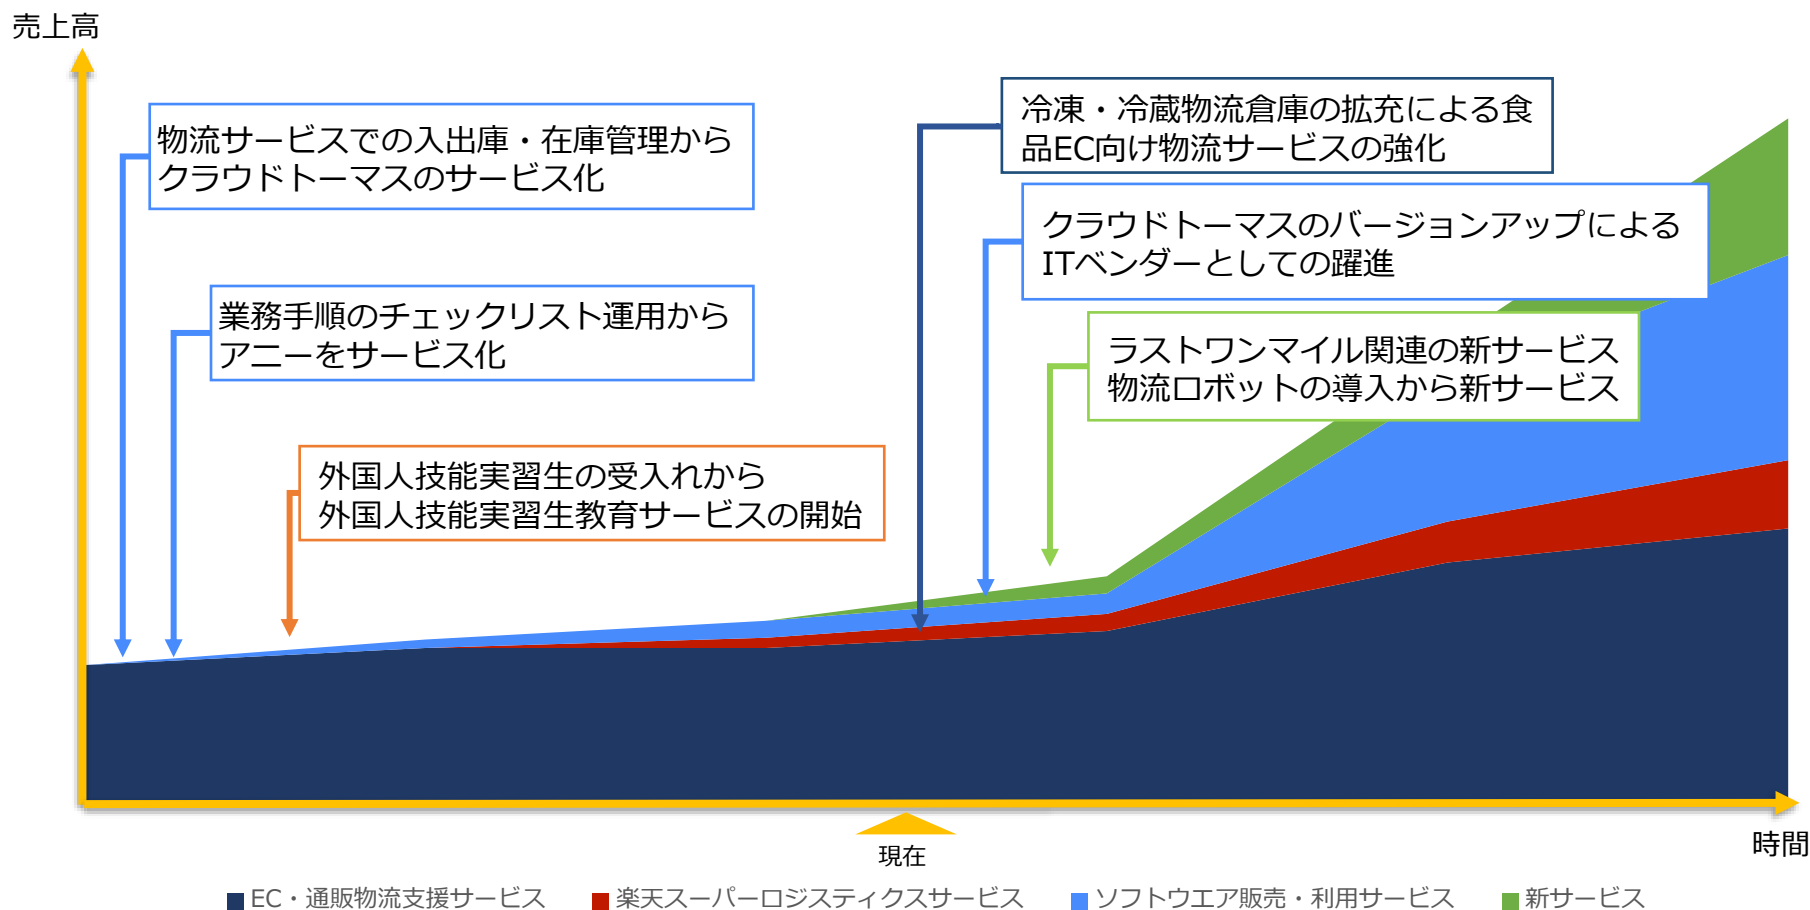 売上高
物流サービスでの入出庫・在庫管理から
クラウドトーマスのサービス化
業務手順のチェックリスト運用から
アニーをサービス化
外国人技能実習生の受入れから
外国人技能実習生教育サービスの開始
冷凍・冷蔵物流倉庫の拡充による食
品EC向け物流サービスの強化
クラウドトーマスのバージョンアップによる
ITベンダーとしての躍進
ラストワンマイル関連の新サービス
物流ロボットの導入から新サービス
現在
時間
EC・通販物流支援サービス
楽天スーパーロジスティクスサービス
ソフトウエア販売・利用サービス
新サービス